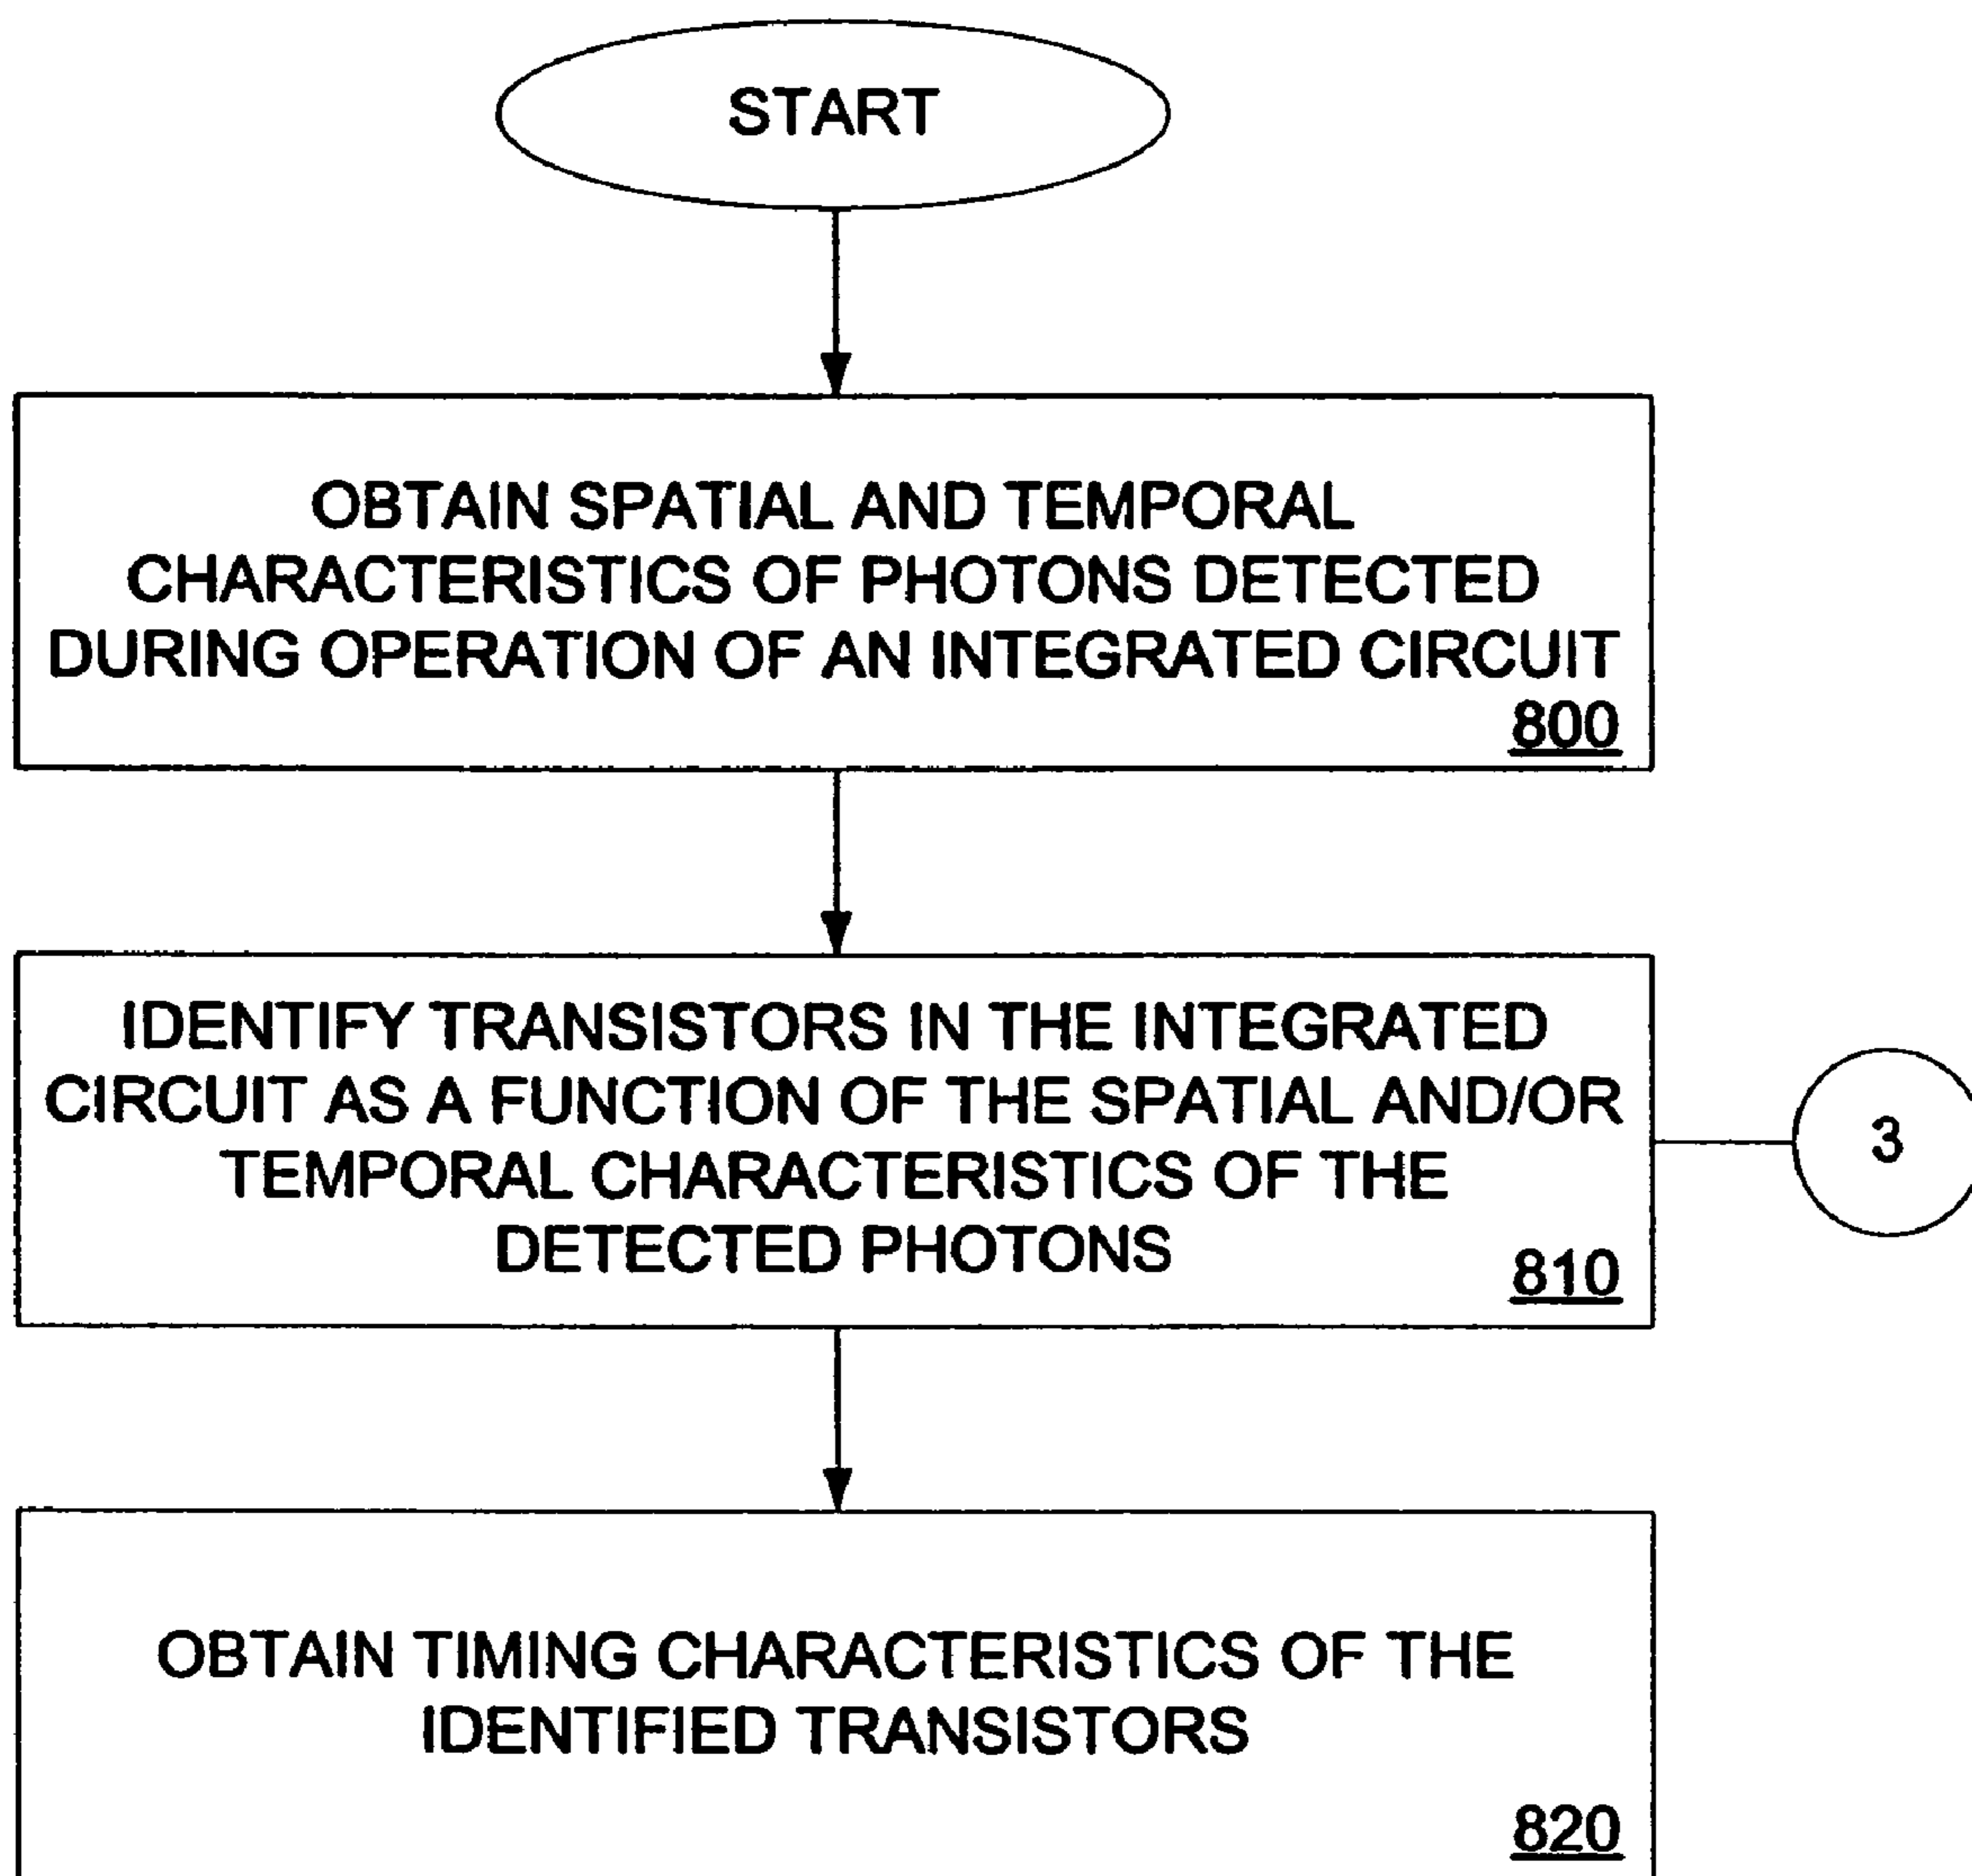 START
OBTAIN SPATIAL AND TEMPORAL
CHARACTERISTICS OF PHOTONS DETECTED
DURING OPERATION OF AN INTEGRATED CIRCUIT
800
IDENTIFY TRANSISTORS IN THE INTEGRATED
CIRCUIT AS A FUNCTION OF THE SPATIAL AND/OR
TEMPORAL CHARACTERISTICS OF THE
DETECTED PHOTONS
810
3
OBTAIN TIMING CHARACTERISTICS OF THE
IDENTIFIED TRANSISTORS
820